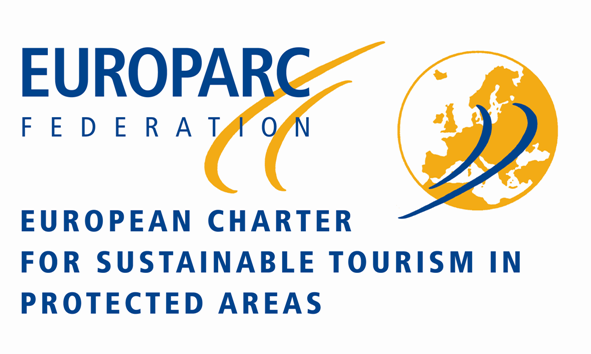 EUROPARC
FEDERATION
EUROPEAN CHARTER
FOR SUSTAINABLE TOURISM IN
PROTECTED AREAS